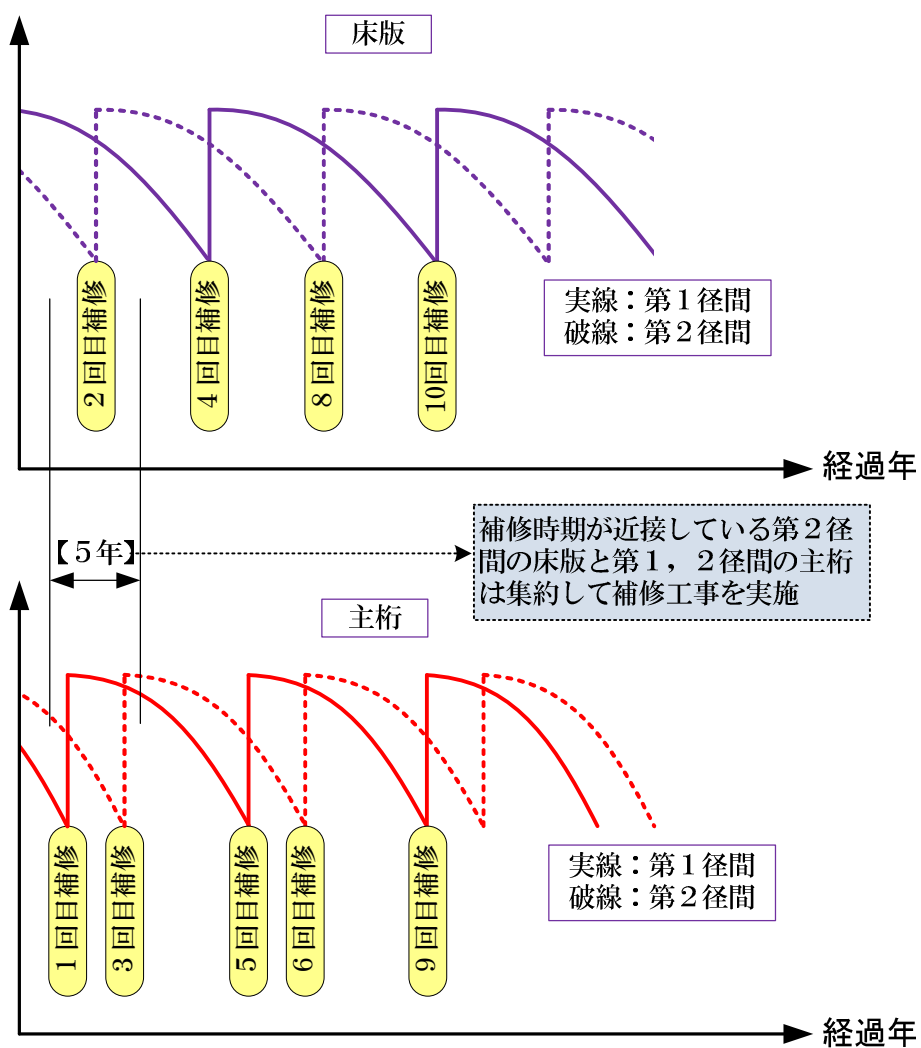 床版
2回目補修
4回目補修
8回目補修
10回目補修
実線：第１径間
破線：第２径間
経過年
【５年】
補修時期が近接している第２径
間の床版と第１，２径間の主桁
は集約して補修工事を実施
主桁
1回目補修
3回目補修
5回目補修
6回目補修
9回目補修
実線：第１径間
破線：第２径間
経過年